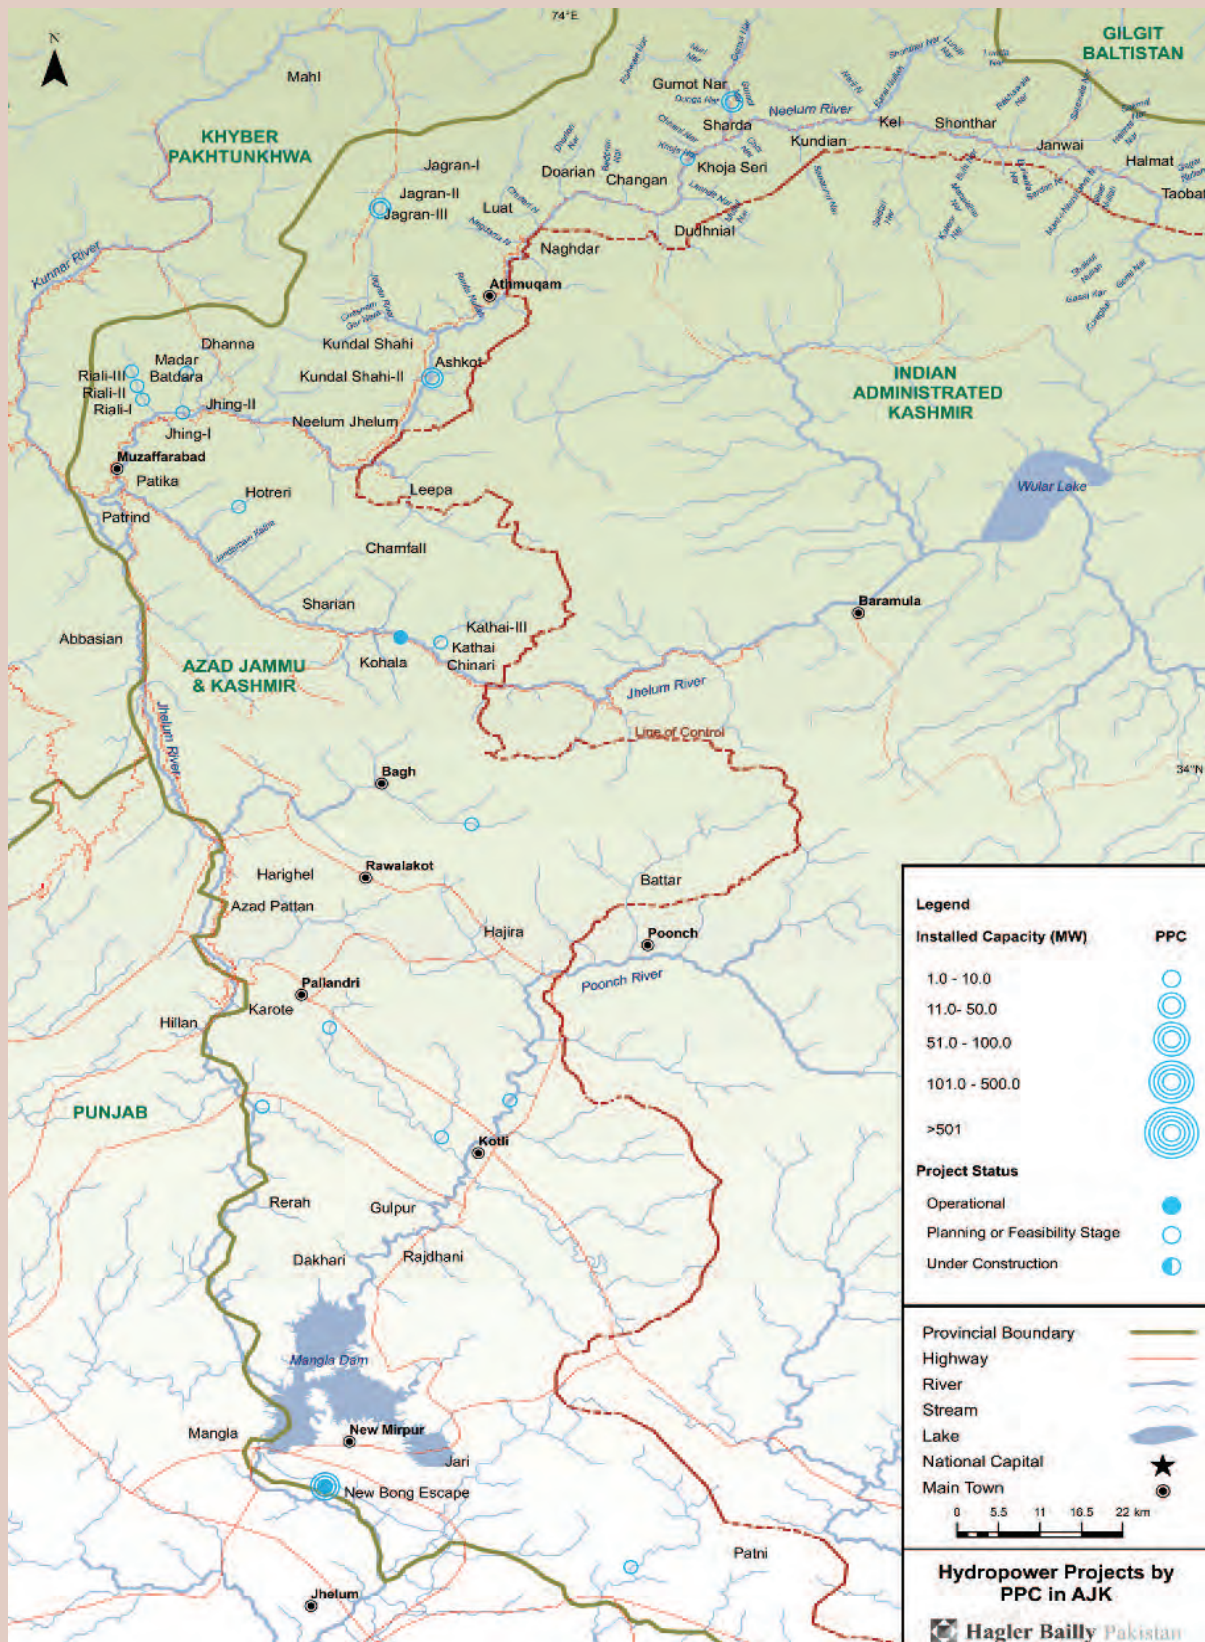 N
74°E
GILGIT
BALTISTAN
Mahl
Gumot Nar
Neelum River
Sharda
Kel
Shonthar
Kundian
Janwai
Halmat
Taobat
KHYBER
PAKHTUNKHWA
Jagran-I
Jagran-II
Jagran-III
Doarian
Changan
Khoja Seri
Luat
Dudhnial
Naghdar
Kunnar River
Athmuqam
Dhanna
Kundal Shahi
Ashkot
Kundal Shahi-II
Madar
Batdara
Riali-III
Riali-II
Riali-I
Jhing-II
Jhing-I
Neelum Jhelum
INDIAN
ADMINISTRATED
KASHMIR
Muzaffarabad
Patika
Hotreri
Leepa
Wular Lake
Patrind
Chamfall
Sharian
Baramula
Abbasian
Kathai-III
Kathai
Chinari
Kohala
AZAD JAMMU
& KASHMIR
Jhelum River
Jhelum River
Line of Control
34°N
Bagh
Harighel
Rawalakot
Battar
Azad Pattan
Hajira
Poonch
Poonch River
Pallandri
Karote
Hillan
PUNJAB
Kotli
Rerah
Gulpur
Dakhari
Rajdhani
Mangla Dam
Mangla
New Mirpur
Jari
New Bong Escape
Patni
Jhelum
Legend
Installed Capacity (MW) PPC
1.0 - 10.0
11.0- 50.0
51.0 - 100.0
101.0 - 500.0
>501
Project Status
Operational
Planning or Feasibility Stage
Under Construction
Provincial Boundary
Highway
River
Stream
Lake
National Capital
Main Town
0 5.5 11 16.5 22 km
Hydropower Projects by
PPC in AJK
Hagler Bailly Pakistan